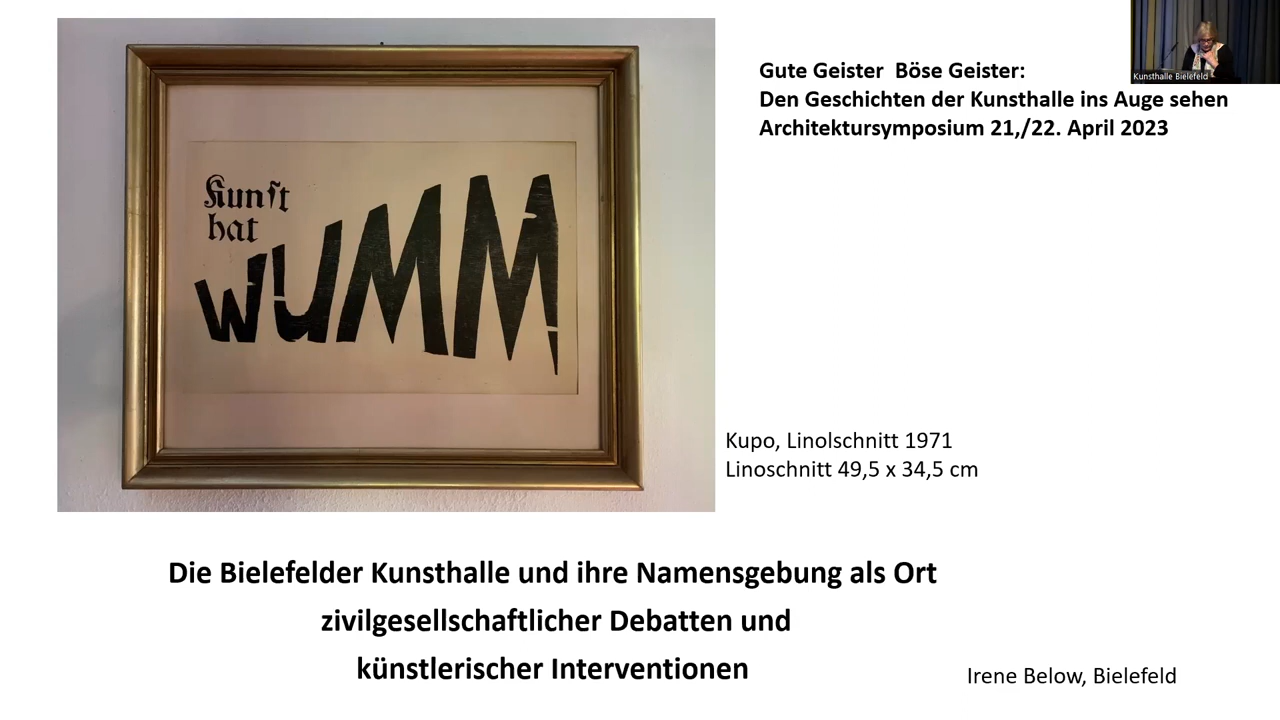 Gute Geister  Böse Geister:
Den Geschichten der Kunsthalle ins Auge sehen
Architektursymposium 21,/22. April 2023
Kunsthalle Bielefeld
Kunst
hat
WUMM
Kupo, Linolschnitt 1971
Linoschnitt 49,5 x 34,5 cm
Die Bielefelder Kunsthalle und ihre Namensgebung als Ort
zivilgesellschaftlicher Debatten und
künstlerischer Interventionen
Irene Below, Bielefeld